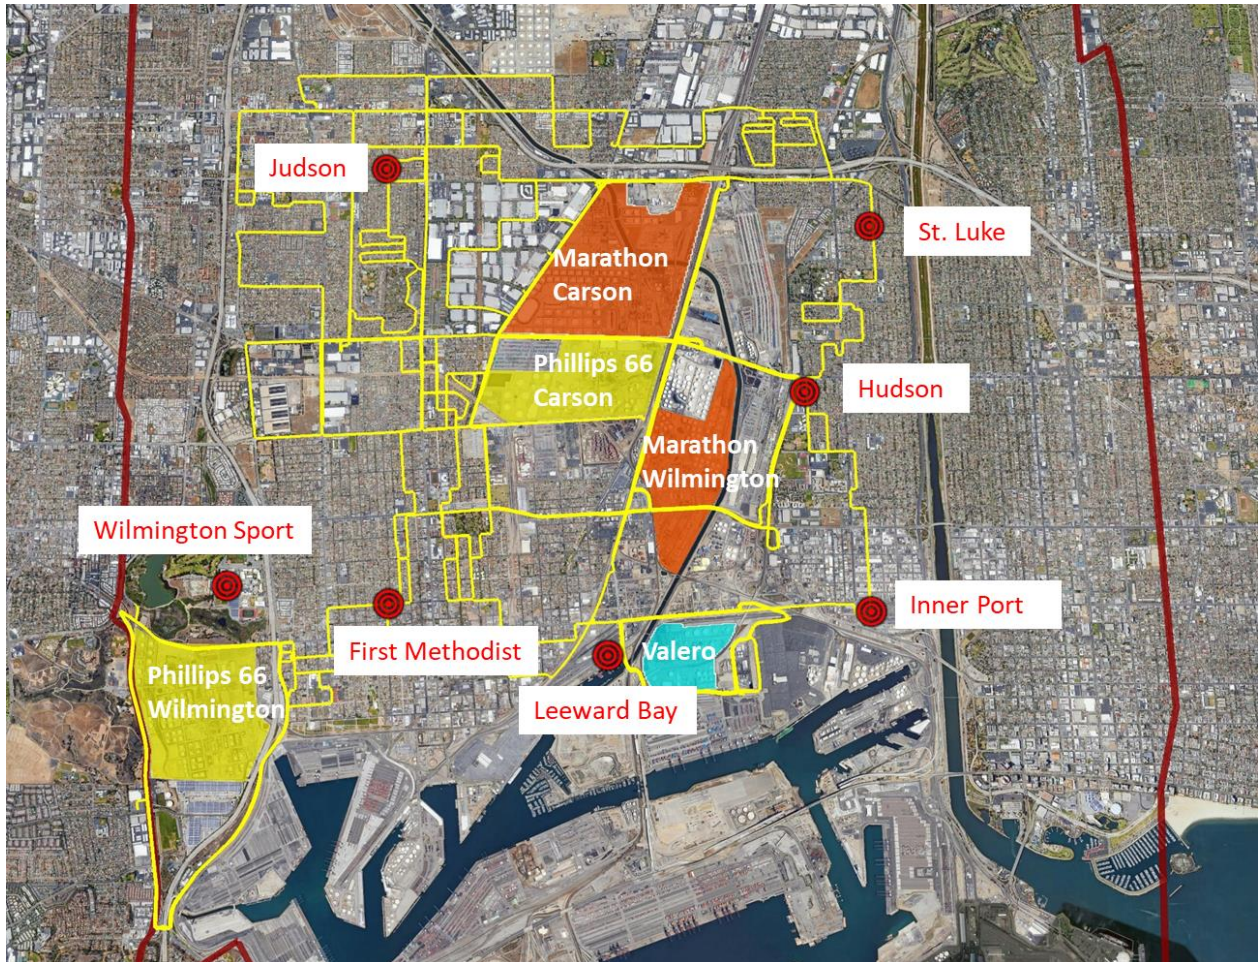 Judson
St. Luke
Marathon
Carson
Phillips 66
Carson
Hudson
Marathon
Wilmington
Wilmington Sport
Inner Port
First Methodist
Valero
Phillips 66
Wilmington
Leeward Bay